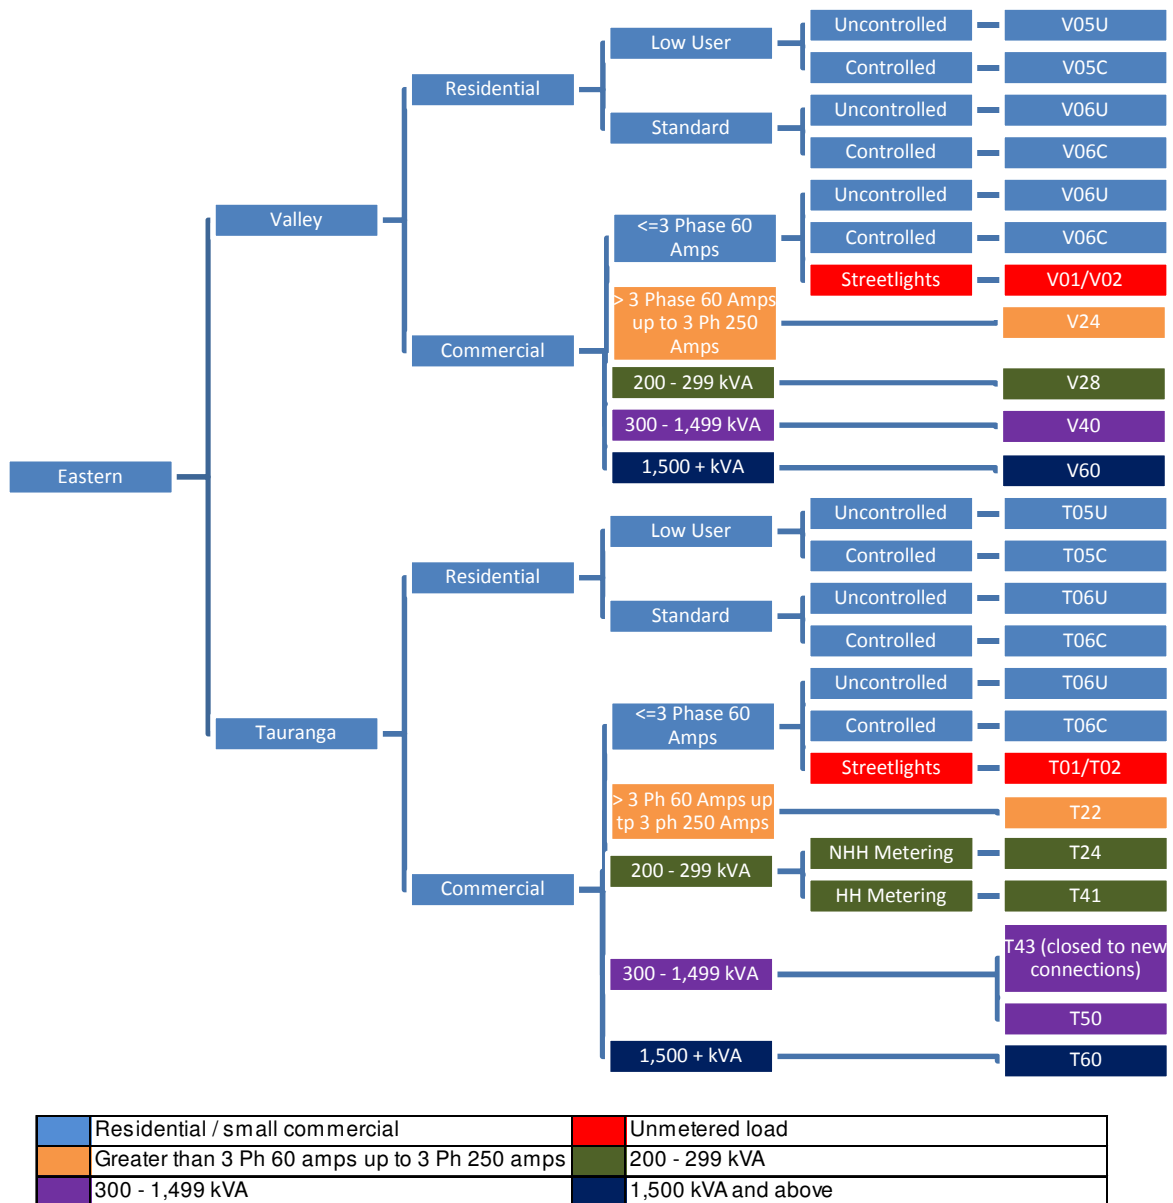 Eastern
Valley
Residential
Low User
Uncontrolled
V05U
Controlled
V05C
Standard
Uncontrolled
V06U
Controlled
V06C
Commercial
<=3 Phase 60
Amps
Uncontrolled
V06U
Controlled
V06C
Streetlights
V01/V02
> 3 Phase 60 Amps
up to 3 Ph 250
Amps
V24
200 - 299 kVA
V28
300 - 1,499 kVA
V40
1,500 + kVA
V60
Tauranga
Residential
Low User
Uncontrolled
T05U
Controlled
T05C
Standard
Uncontrolled
T06U
Controlled
T06C
Commercial
<=3 Phase 60
Amps
Uncontrolled
T06U
Controlled
T06C
Streetlights
T01/T02
> 3 Ph 60 Amps up
tp 3 ph 250 Amps
T22
200 - 299 kVA
NHH Metering
T24
HH Metering
T41
300 - 1,499 kVA
T43 (closed to new
connections)
T50
1,500 + kVA
T60
Residential / small commercial
Unmetered load
Greater than 3 Ph 60 amps up to 3 Ph 250 amps
200 - 299 kVA
300 - 1,499 kVA
1,500 kVA and above